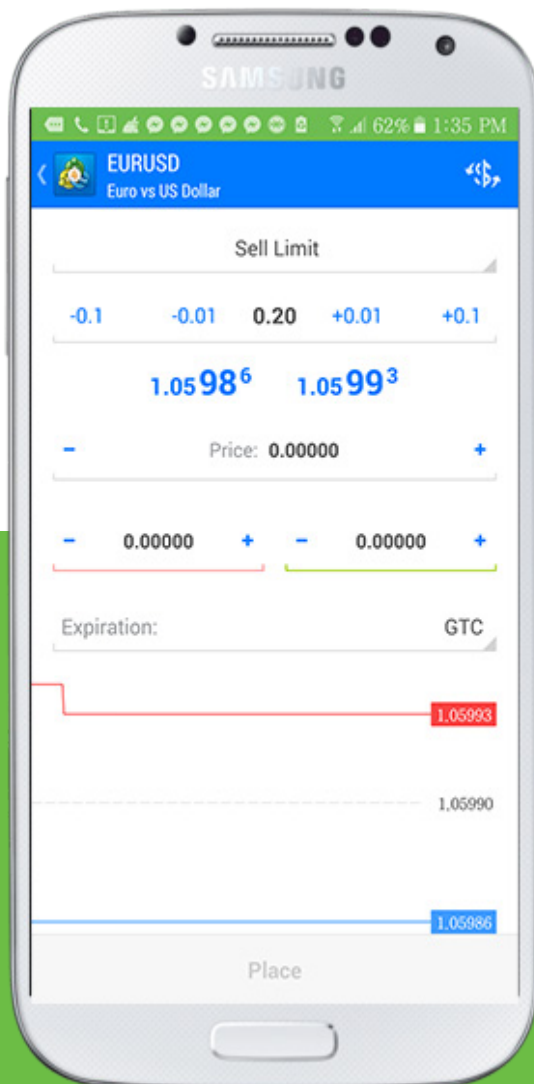 SAMSUNG
62% 1:35 PM
EURUSD
Euro vs US Dollar
Sell Limit
-0.1 -0.01 0.20 +0.01 +0.1
1.05986 1.05993
- Price: 0.00000 +
- 0.00000 + - 0.00000 +
Expiration: GTC
1.05993
1.05990
1.05986
Place